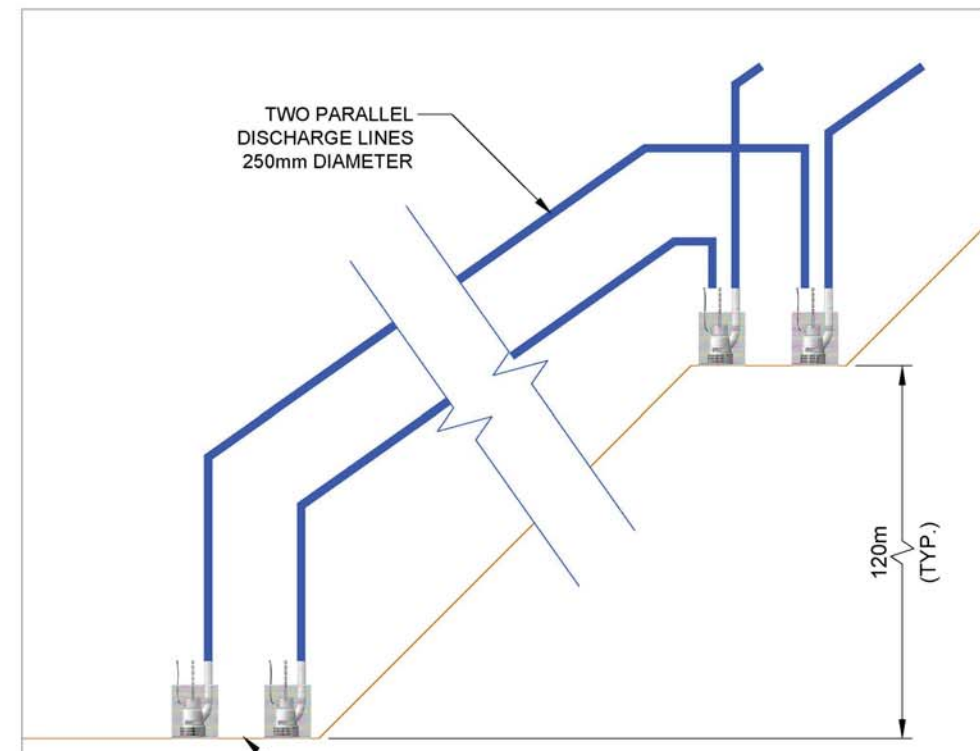 TWO PARALLEL
DISCHARGE LINES
250mm DIAMETER
120m
(TYP.)